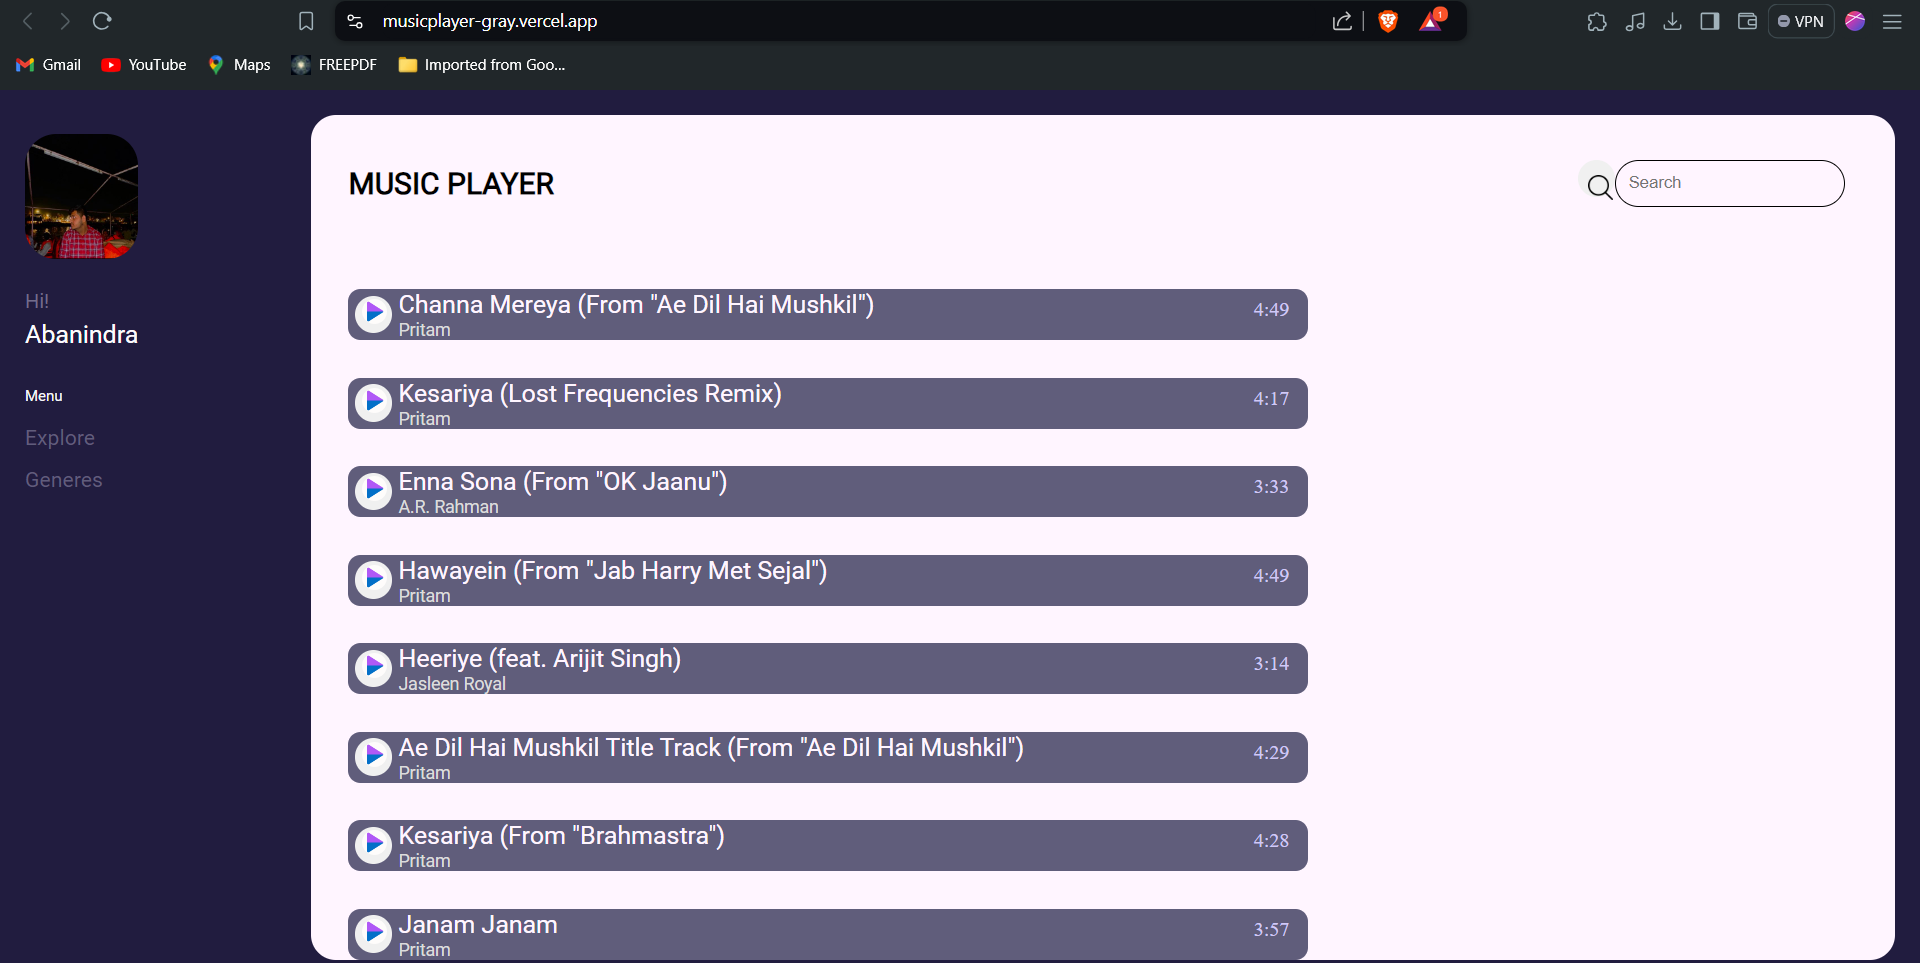 musicplayer-gray.vercel.app
1
VPN
Gmail YouTube Maps FREEPDF Imported from Goo...
Hi!
Abanindra
Menu
Explore
Generes
MUSIC PLAYER
Search
Channa Mereya (From "Ae Dil Hai Mushkil")
Pritam
4:49
Kesariya (Lost Frequencies Remix)
Pritam
4:17
Enna Sona (From "OK Jaanu")
A.R. Rahman
3:33
Hawayein (From "Jab Harry Met Sejal")
Pritam
4:49
Heeriye (feat. Arijit Singh)
Jasleen Royal
3:14
Ae Dil Hai Mushkil Title Track (From "Ae Dil Hai Mushkil")
Pritam
4:29
Kesariya (From "Brahmastra")
Pritam
4:28
Janam Janam
Pritam
3:57